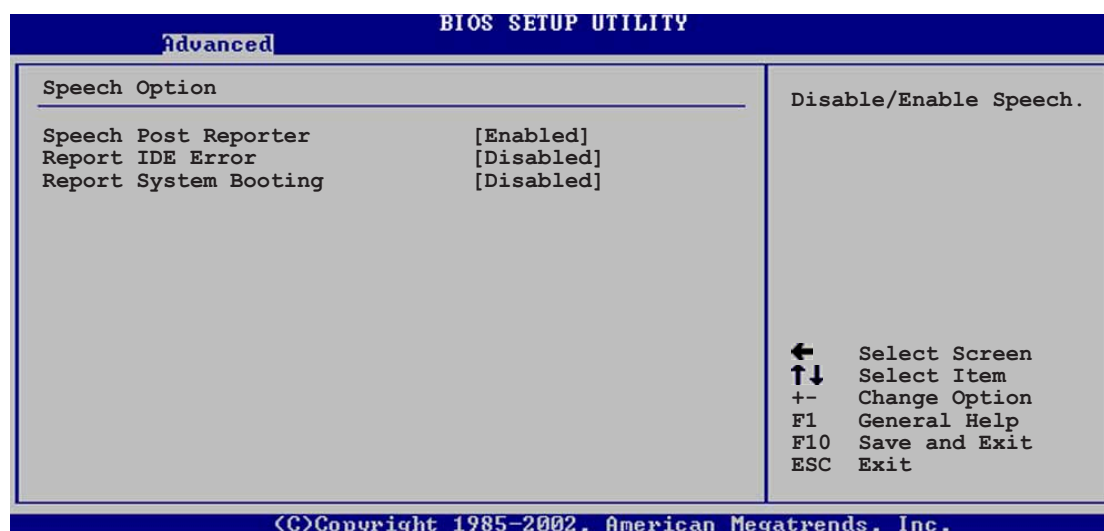 BIOS SETUP UTILITY
Advanced
Speech Option
Speech Post Reporter [Enabled]
Report IDE Error [Disabled]
Report System Booting [Disabled]
Disable/Enable Speech.
← Select Screen
↑↓ Select Item
+- Change Option
F1 General Help
F10 Save and Exit
ESC Exit
(C)Copyright 1985-2002, American Megatrends, Inc.